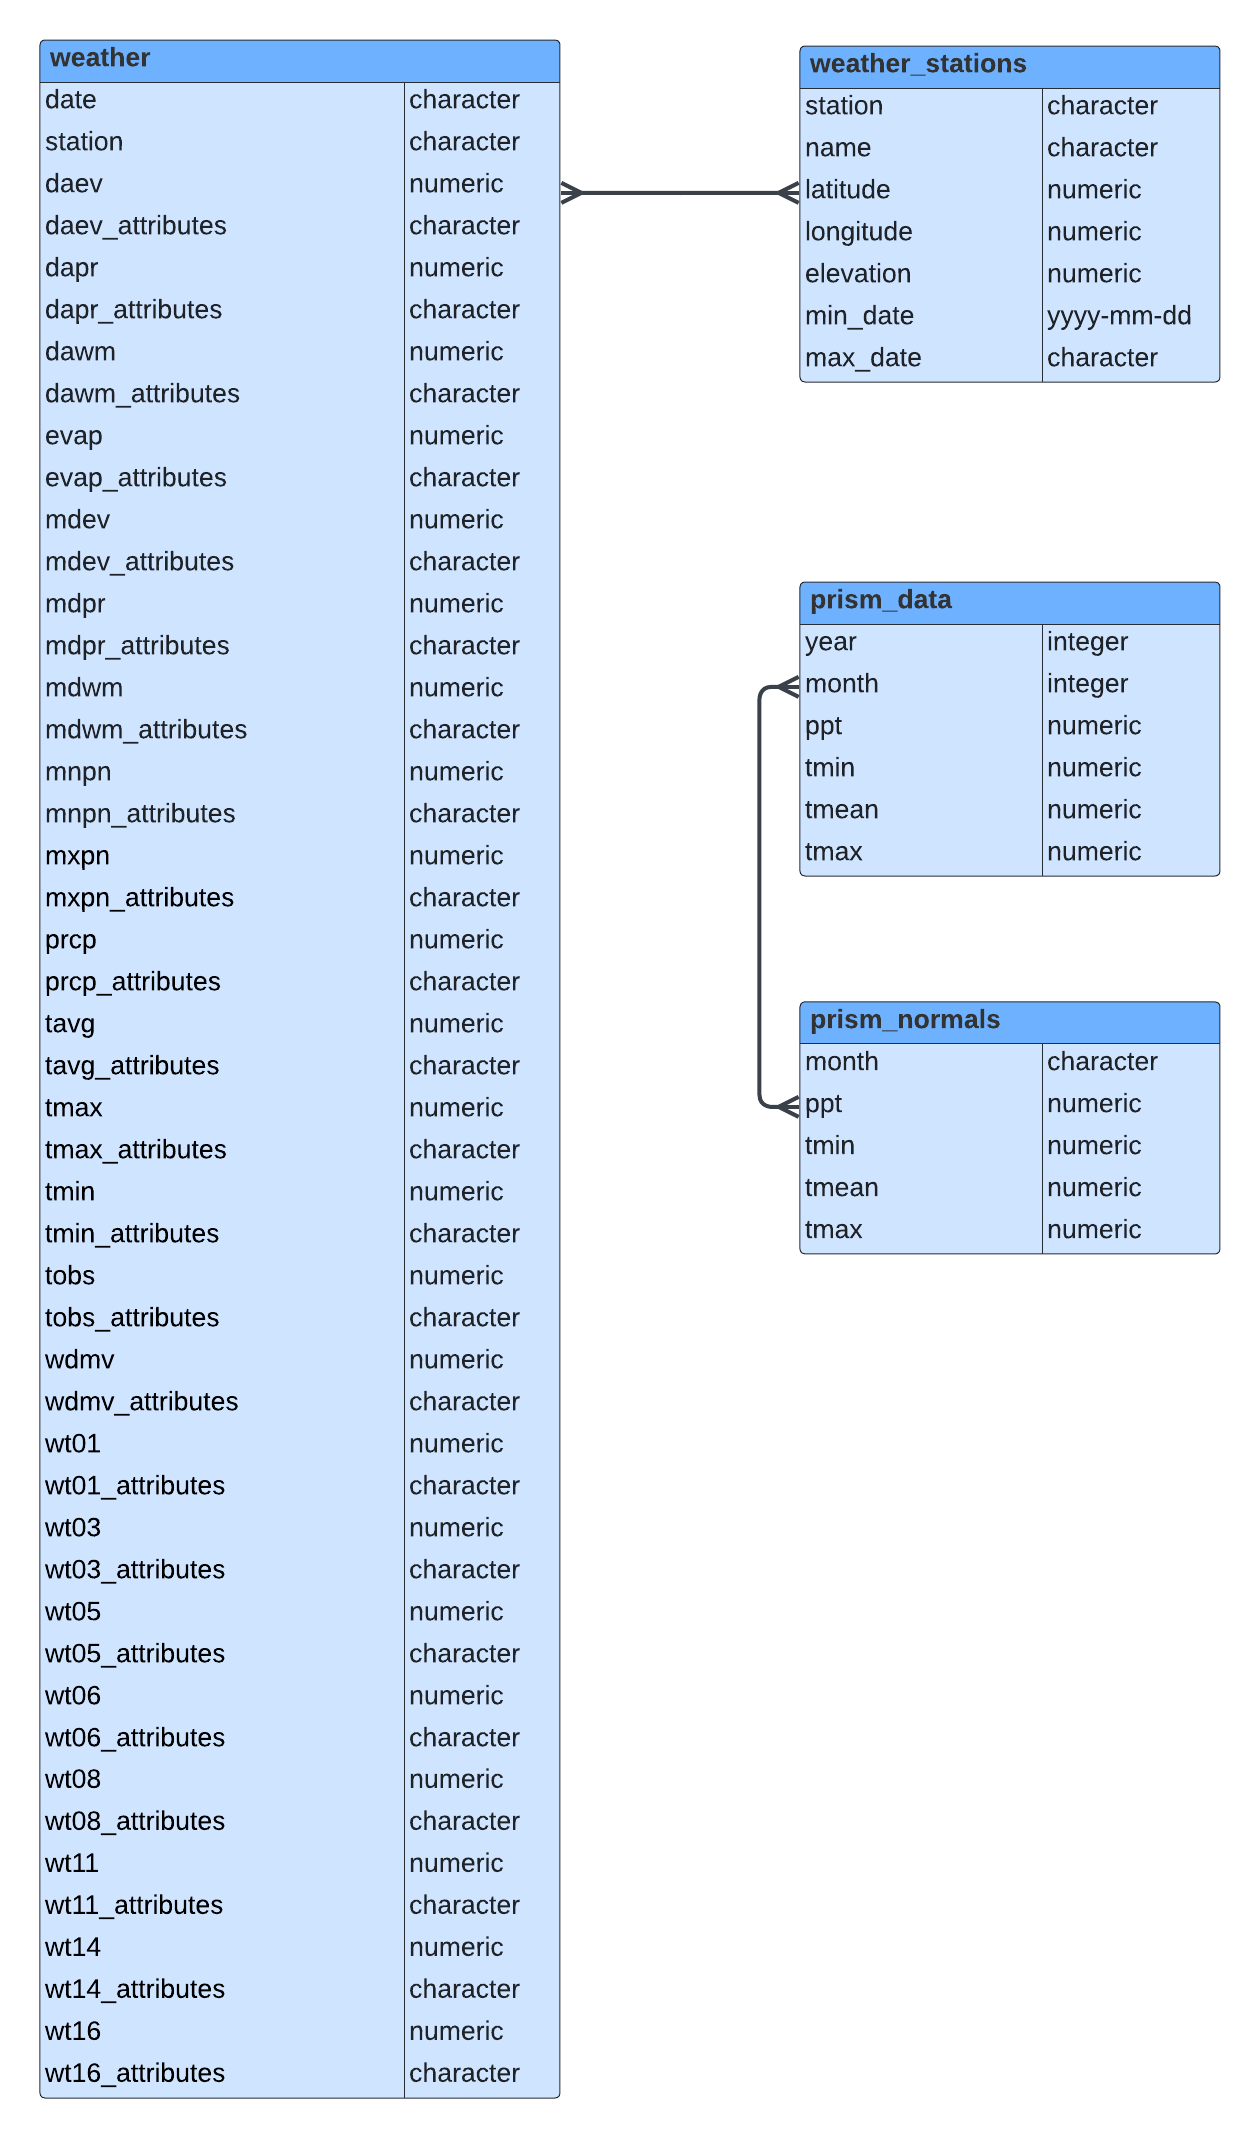 weather
date character
station character
daev numeric
daev_attributes character
dapr numeric
dapr_attributes character
dawm numeric
dawm_attributes character
evap numeric
evap_attributes character
mdev numeric
mdev_attributes character
mdpr numeric
mdpr_attributes character
mdwm numeric
mdwm_attributes character
mnpn numeric
mnpn_attributes character
mxpn numeric
mxpn_attributes character
prcp numeric
prcp_attributes character
tavg numeric
tavg_attributes character
tmax numeric
tmax_attributes character
tmin numeric
tmin_attributes character
tobs numeric
tobs_attributes character
wdmv numeric
wdmv_attributes character
wt01 numeric
wt01_attributes character
wt03 numeric
wt03_attributes character
wt05 numeric
wt05_attributes character
wt06 numeric
wt06_attributes character
wt08 numeric
wt08_attributes character
wt11 numeric
wt11_attributes character
wt14 numeric
wt14_attributes character
wt16 numeric
wt16_attributes character
weather_stations
station character
name character
latitude numeric
longitude numeric
elevation numeric
min_date yyyy-mm-dd
max_date character
prism_data
year integer
month integer
ppt numeric
tmin numeric
tmean numeric
tmax numeric
prism_normals
month character
ppt numeric
tmin numeric
tmean numeric
tmax numeric